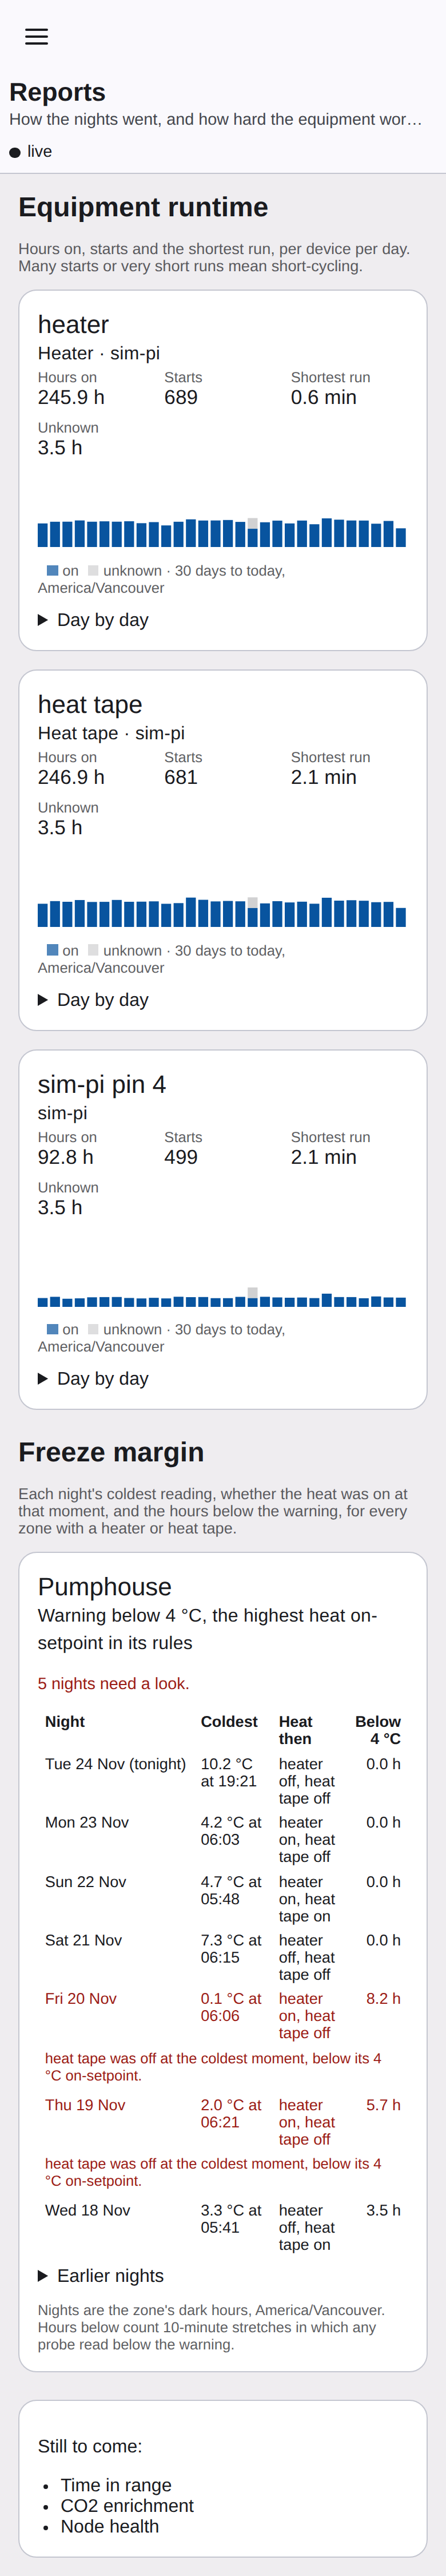 Reports
How the nights went, and how hard the equipment wor…
live
Equipment runtime
Hours on, starts and the shortest run, per device per day.
Many starts or very short runs mean short-cycling.
heater
Heater · sim-pi
Hours on Starts Shortest run
245.9 h 689 0.6 min
Unknown
3.5 h
on unknown · 30 days to today,
America/Vancouver
Day by day
heat tape
Heat tape · sim-pi
Hours on Starts Shortest run
246.9 h 681 2.1 min
Unknown
3.5 h
on unknown · 30 days to today,
America/Vancouver
Day by day
sim-pi pin 4
sim-pi
Hours on Starts Shortest run
92.8 h 499 2.1 min
Unknown
3.5 h
on unknown · 30 days to today,
America/Vancouver
Day by day
Freeze margin
Each night's coldest reading, whether the heat was on at
that moment, and the hours below the warning, for every
zone with a heater or heat tape.
Pumphouse
Warning below 4 °C, the highest heat on-
setpoint in its rules
5 nights need a look.
Night Coldest Heat Below
then 4 °C
Tue 24 Nov (tonight) 10.2 °C heater 0.0 h
at 19:21 off, heat
tape off
Mon 23 Nov 4.2 °C at heater 0.0 h
06:03 on, heat
tape off
Sun 22 Nov 4.7 °C at heater 0.0 h
05:48 on, heat
tape on
Sat 21 Nov 7.3 °C at heater 0.0 h
06:15 off, heat
tape off
Fri 20 Nov 0.1 °C at heater 8.2 h
06:06 on, heat
tape off
heat tape was off at the coldest moment, below its 4
°C on-setpoint.
Thu 19 Nov 2.0 °C at heater 5.7 h
06:21 on, heat
tape off
heat tape was off at the coldest moment, below its 4
°C on-setpoint.
Wed 18 Nov 3.3 °C at heater 3.5 h
05:41 off, heat
tape on
Earlier nights
Nights are the zone's dark hours, America/Vancouver.
Hours below count 10-minute stretches in which any
probe read below the warning.
Still to come:
• Time in range
• CO2 enrichment
• Node health